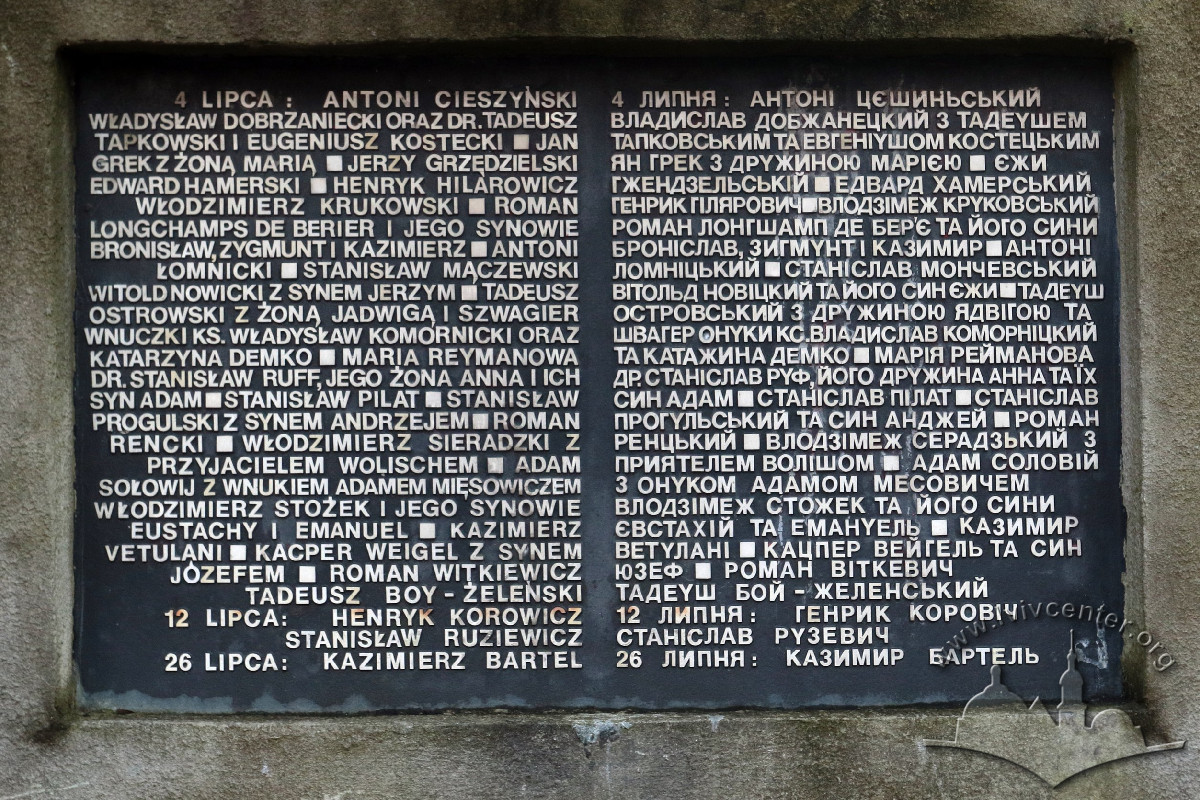 4 LIPCA : ANTONI CIESZYŃSKI
WŁADYSŁAW DOBRZANIECKI ORAZ DR. TADEUSZ
TAPKOWSKI I EUGENIUSZ KOSTECKI ■ JAN
GREK Z ŻONĄ MARIĄ ■ JERZY GRZĘDZIELSKI
EDWARD HAMERSKI ■ HENRYK HILAROWICZ
WŁODZIMIERZ KRUKOWSKI ■ ROMAN
LONGCHAMPS DE BERIER I JEGO SYNOWIE
BRONISŁAW, ZYGMUNT I KAZIMIERZ ■ ANTONI
ŁOMNICKI ■ STANISŁAW MĄCZEWSKI
WITOLD NOWICKI Z SYNEM JERZYM ■ TADEUSZ
OSTROWSKI Z ŻONĄ JADWIGĄ I SZWAGIER
WNUCZKI KS. WŁADYSŁAW KOMORNICKI ORAZ
KATARZYNA DEMKO ■ MARIA REYMANOWA
DR. STANISŁAW RUFF, JEGO ŻONA ANNA I ICH
SYN ADAM ■ STANISŁAW PILAT ■ STANISŁAW
PROGULSKI Z SYNEM ANDRZEJEM ■ ROMAN
RENCKI ■ WŁODZIMIERZ SIERADZKI Z
PRZYJACIELEM WOLISCHEM ■ ADAM
SOŁOWIJ Z WNUKIEM ADAMEM MIĘSOWICZEM
WŁODZIMIERZ STOŻEK I JEGO SYNOWIE
EUSTACHY I EMANUEL ■ KAZIMIERZ
VETULANI ■ KACPER WEIGEL Z SYNEM
JÓZEFEM ■ ROMAN WITKIEWICZ
TADEUSZ BOY - ŻELEŃSKI
12 LIPCA: HENRYK KOROWICZ
STANISŁAW RUZIEWICZ
26 LIPCA: KAZIMIERZ BARTEL
4 ЛИПНЯ : АНТОНІ ЦЄШИНЬСЬКИЙ
ВЛАДИСЛАВ ДОБЖАНЕЦКИЙ З ТАДЕУШЕМ
ТАПКОВСЬКИМ ТА ЕВГЕНІУШОМ КОСТЕЦЬКИМ
ЯН ГРЕК З ДРУЖИНОЮ МАРІЄЮ ■ ЄЖИ
ГЖЕНДЗЕЛЬСЬКІЙ ■ ЕДВАРД ХАМЕРСЬКИЙ
ГЕНРИК ГІЛЯРОВИЧ ■ ВЛОДЗІМЕЖ КРУКОВСЬКИЙ
РОМАН ЛОНГШАМП ДЕ БЕР'Є ТА ЙОГО СИНИ
БРОНІСЛАВ, ЗИГМУНТ І КАЗИМИР ■ АНТОНІ
ЛОМНІЦЬКИЙ ■ СТАНІСЛАВ МОНЧЕВСЬКИЙ
ВІТОЛЬД НОВІЦКИЙ ТА ЙОГО СИН ЄЖИ ■ ТАДЕУШ
ОСТРОВСЬКИЙ З ДРУЖИНОЮ ЯДВІГОЮ ТА
ШВАГЕР ОНУКИ КС. ВЛАДИСЛАВ КОМОРНІЦКИЙ
ТА КАТАЖИНА ДЕМКО ■ МАРІЯ РЕЙМАНОВА
ДР. СТАНІСЛАВ РУФ, ЙОГО ДРУЖИНА АННА ТА ЇХ
СИН АДАМ ■ СТАНІСЛАВ ПІЛАТ ■ СТАНІСЛАВ
ПРОГУЛЬСЬКИЙ ТА СИН АНДЖЕЙ ■ РОМАН
РЕНЦЬКИЙ ■ ВЛОДЗІМЕЖ СЕРАДЗЬКИЙ З
ПРИЯТЕЛЕМ ВОЛІШОМ ■ АДАМ СОЛОВІЙ
З ОНУКОМ АДАМОМ МЕСОВИЧЕМ
ВЛОДЗІМЕЖ СТОЖЕК ТА ЙОГО СИНИ
ЄВСТАХІЙ ТА ЕМАНУЕЛЬ ■ КАЗИМИР
ВЕТУЛАНІ ■ КАЦПЕР ВЕЙГЕЛЬ ТА СИН
ЮЗЕФ ■ РОМАН ВІТКЕВИЧ
ТАДЕУШ БОЙ - ЖЕЛЕНСЬКИЙ
12 ЛИПНЯ : ГЕНРИК КОРОВІЧ
СТАНІСЛАВ РУЗЕВИЧ
26 ЛИПНЯ : КАЗИМИР БАРТЕЛЬ
www.lvivcenter.org